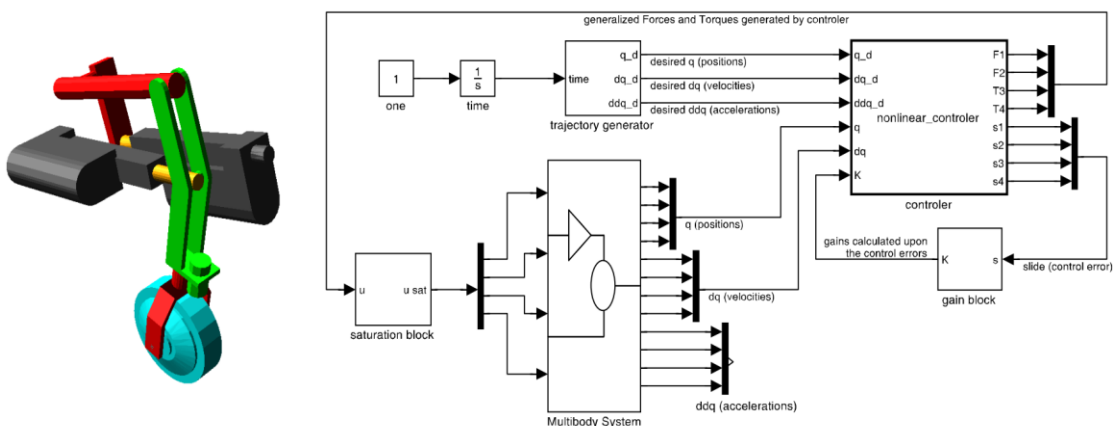 generalized Forces and Torques generated by controler
1
one
1
s
time
time
q_d
dq_d
ddq_d
trajectory generator
desired q (positions)
desired dq (velocities)
desired ddq (accelerations)
q_d
dq_d
ddq_d
q
dq
K
nonlinear_controler
F1
F2
T3
T4
s1
s2
s3
s4
controler
gains calculated upon
the control errors
K
s
gain block
slide (control error)
u
u sat
saturation block
q (positions)
dq (velocities)
ddq (accelerations)
Multibody System